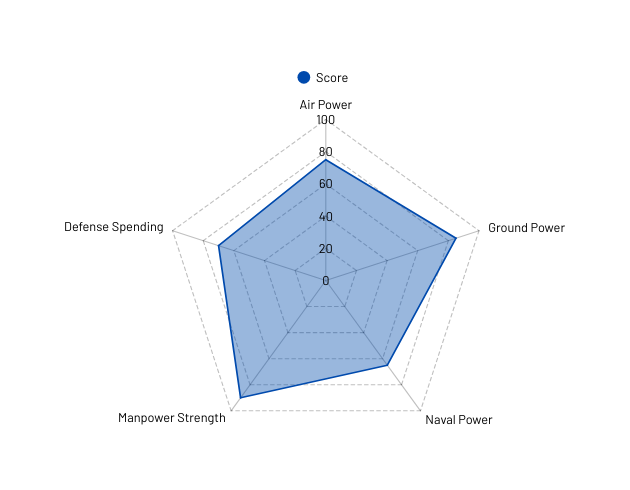 Score
Air Power
100
80
60
40
20
0
Defense Spending
Ground Power
Manpower Strength
Naval Power